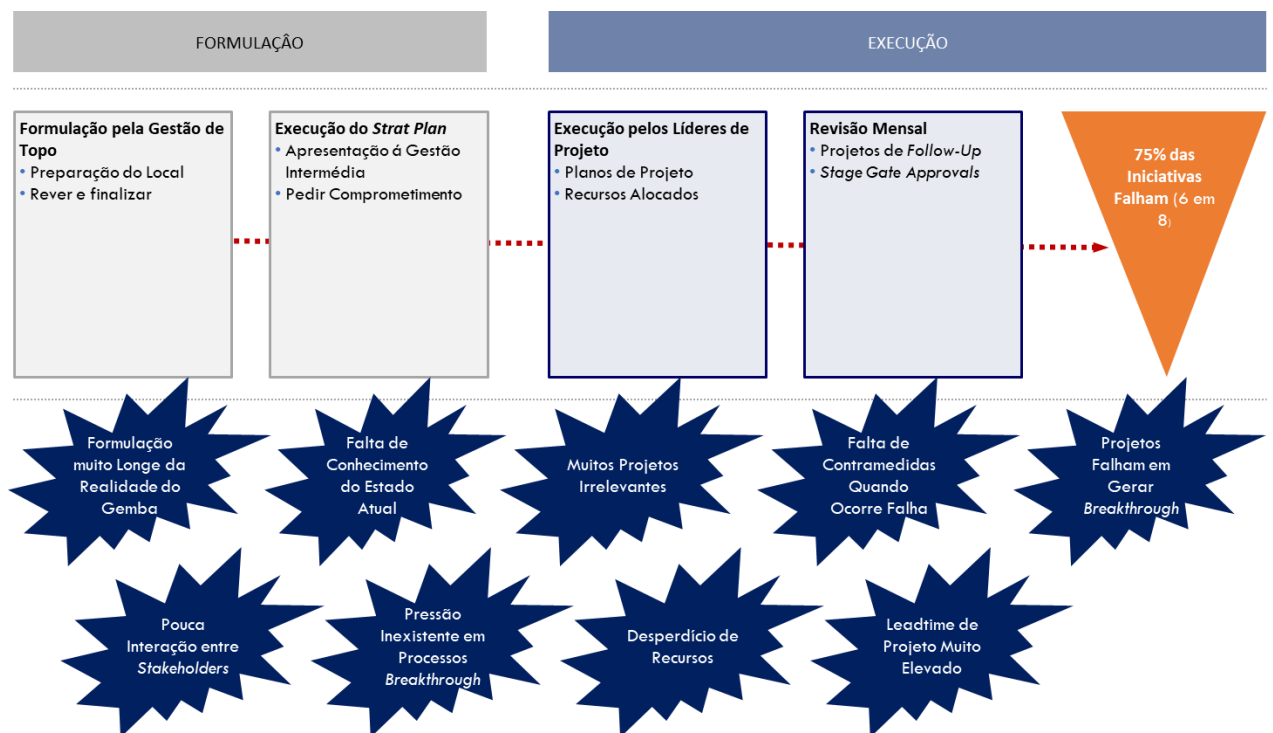 FORMULAÇÂO
EXECUÇÃO
Formulação pela Gestão de
Topo
• Preparação do Local
• Rever e finalizar
Execução do Strat Plan
• Apresentação á Gestão
Intermédia
• Pedir Comprometimento
Execução pelos Líderes de
Projeto
• Planos de Projeto
• Recursos Alocados
Revisão Mensal
• Projetos de Follow-Up
• Stage Gate Approvals
75% das
Iniciativas
Falham (6 em
8)
Formulação
muito Longe da
Realidade do
Gemba
Falta de
Conhecimento
do Estado
Atual
Muitos Projetos
Irrelevantes
Falta de
Contramedidas
Quando
Ocorre Falha
Projetos
Falham em
Gerar
Breakthrough
Pouca
Interação entre
Stakeholders
Pressão
Inexistente em
Processos
Breakthrough
Desperdício de
Recursos
Leadtime de
Projeto Muito
Elevado